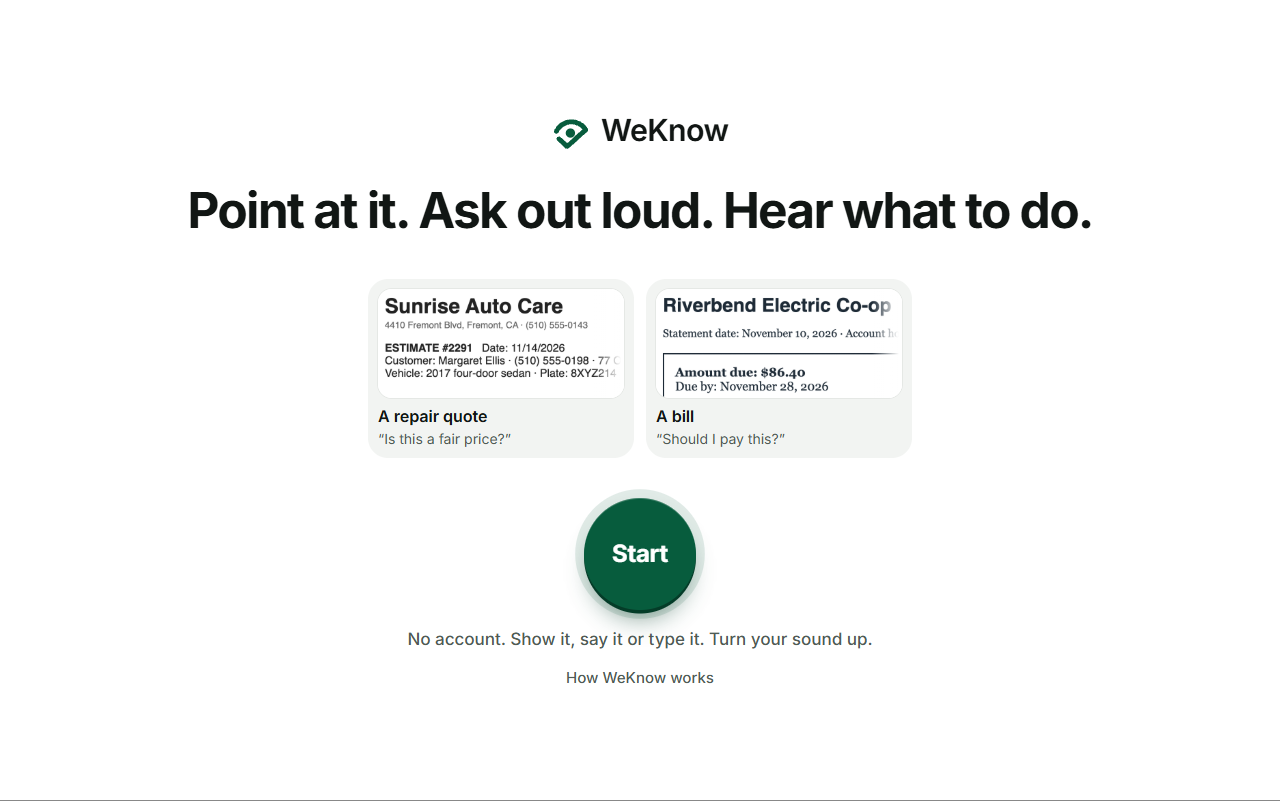 WeKnow
Point at it. Ask out loud. Hear what to do.
Sunrise Auto Care
4410 Fremont Blvd, Fremont, CA · (510) 555-0143
ESTIMATE #2291 Date: 11/14/2026
Customer: Margaret Ellis · (510) 555-0198 · 77
Vehicle: 2017 four-door sedan · Plate: 8XYZ214
A repair quote
“Is this a fair price?”
Riverbend Electric Co-op
Statement date: November 10, 2026 · Account
Amount due: $86.40
Due by: November 28, 2026
A bill
“Should I pay this?”
Start
No account. Show it, say it or type it. Turn your sound up.
How WeKnow works